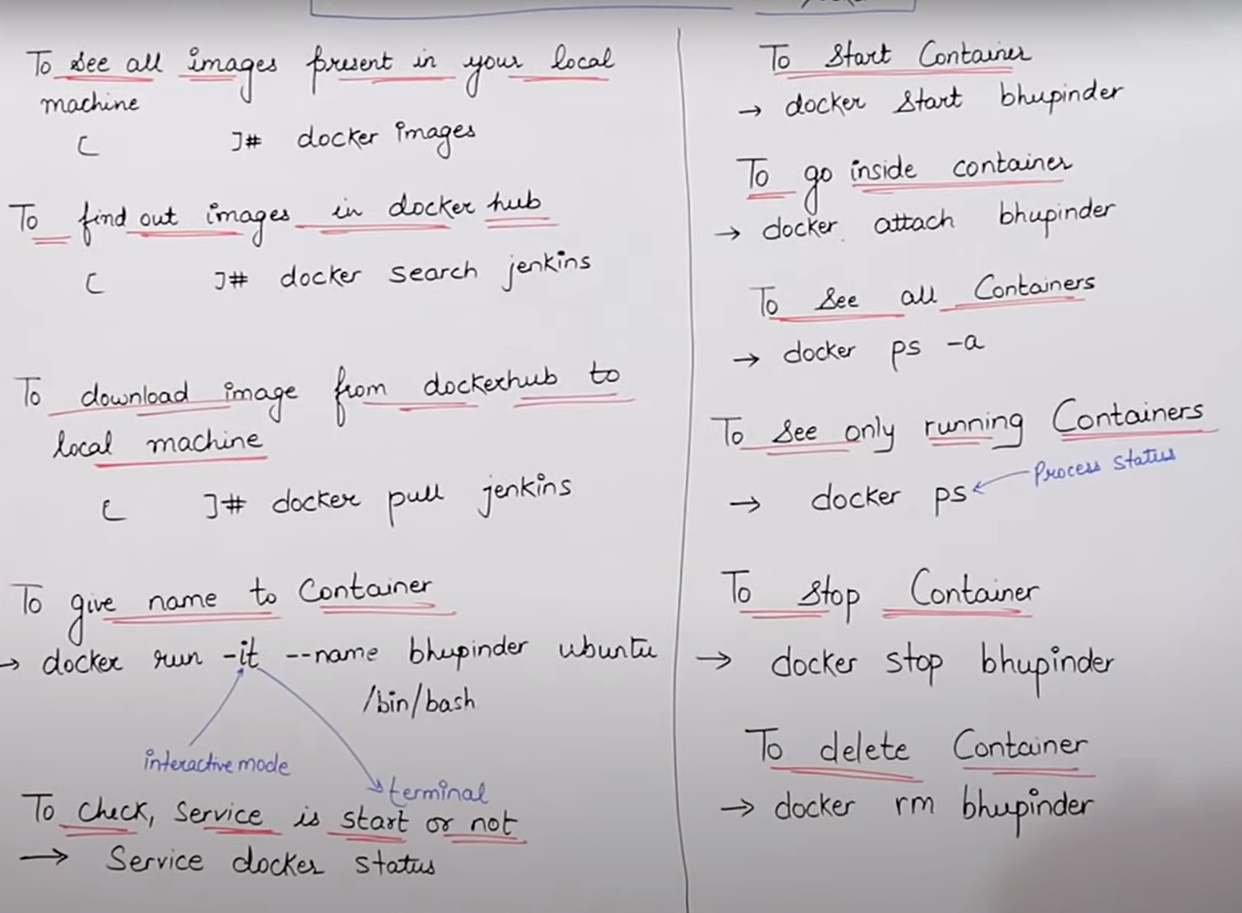 To see all images present in your local
machine
[ ]# docker images
To find out images in docker hub
[ ]# docker search jenkins
To download image from dockerhub to
local machine
[ ]# docker pull jenkins
To give name to Container
→ docker run -it --name bhupinder ubuntu
/bin/bash
interactive mode
terminal
To check, service is start or not
→ Service docker status
To Start Container
→ docker start bhupinder
To go inside container
→ docker attach bhupinder
To see all Containers
→ docker ps -a
To see only running Containers
→ docker ps
Process status
To stop Container
→ docker stop bhupinder
To delete Container
→ docker rm bhupinder